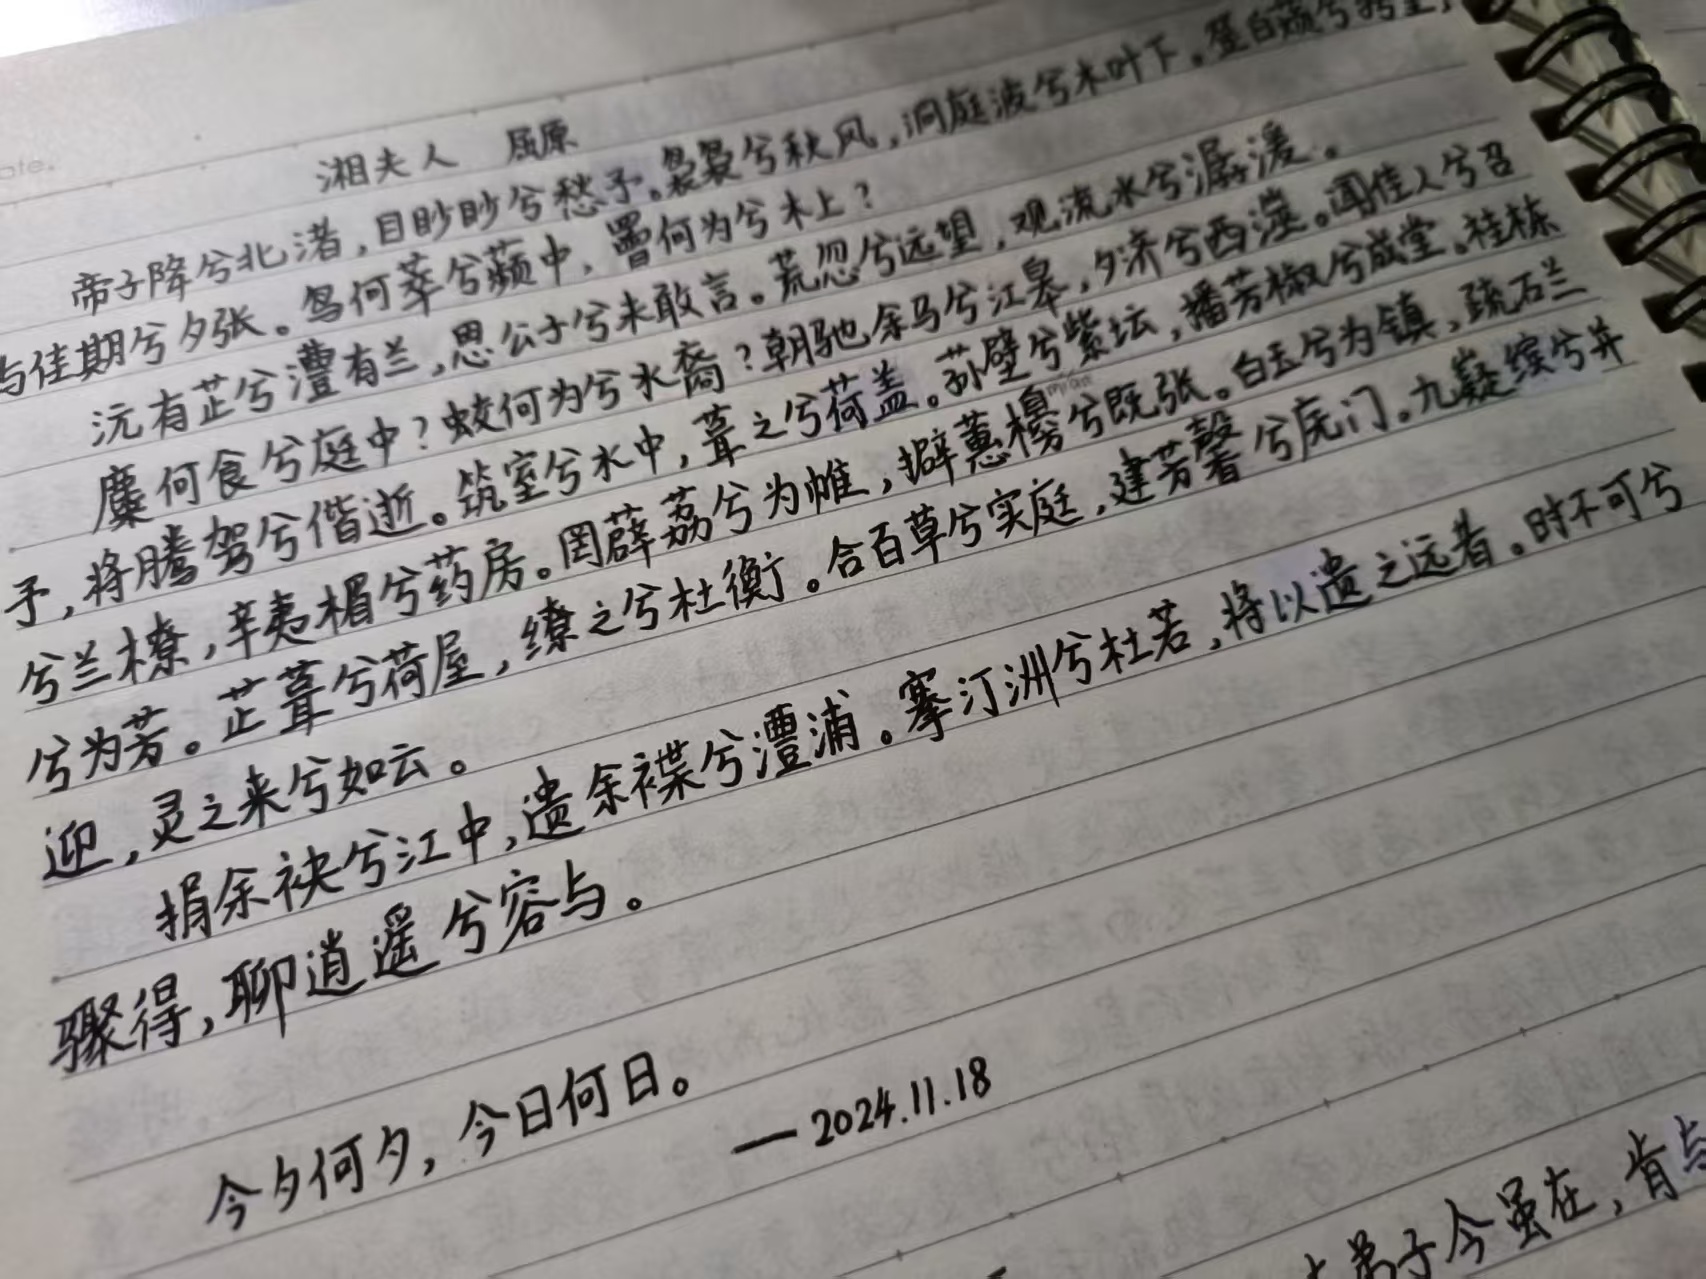 ate.
湘夫人 屈原
帝子降兮北渚,目眇眇兮愁予。袅袅兮秋风,洞庭波兮木叶下。登白薠兮骋望,
与佳期兮夕张。鸟何萃兮蘋中,罾何为兮木上?
沅有芷兮澧有兰,思公子兮未敢言。荒忽兮远望,观流水兮潺湲。
麋何食兮庭中?蛟何为兮水裔?朝驰余马兮江皋,夕济兮西澨。闻佳人兮召
予,将腾驾兮偕逝。筑室兮水中,葺之兮荷盖。荪壁兮紫坛,播芳椒兮成堂。桂栋
兮兰橑,辛夷楣兮药房。罔薜荔兮为帷,擗蕙櫋mián兮既张。白玉兮为镇,疏石兰
兮为芳。芷葺兮荷屋,缭之兮杜衡。合百草兮实庭,建芳馨兮庑门。九嶷缤兮并
迎,灵之来兮如云。
捐余袂兮江中,遗余褋兮澧浦。搴汀洲兮杜若,将以遗之远者。时不可兮
骤得,聊逍遥兮容与。
今夕何夕,今日何日。
—2024.11.18
弟子今虽在,肯与